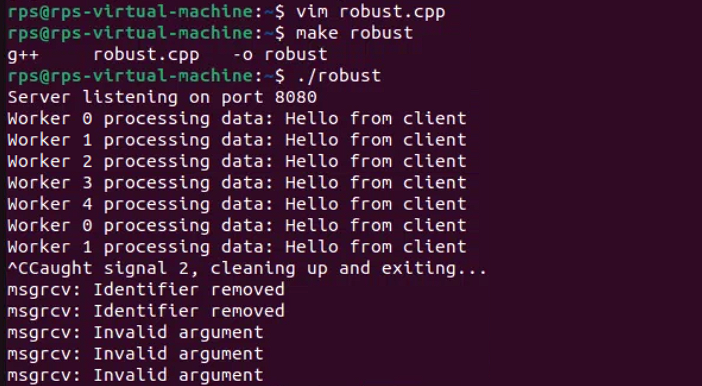 rps@rps-virtual-machine:~$ vim robust.cpp
rps@rps-virtual-machine:~$ make robust
g++     robust.cpp   -o robust
rps@rps-virtual-machine:~$ ./robust
Server listening on port 8080
Worker 0 processing data: Hello from client
Worker 1 processing data: Hello from client
Worker 2 processing data: Hello from client
Worker 3 processing data: Hello from client
Worker 4 processing data: Hello from client
Worker 0 processing data: Hello from client
Worker 1 processing data: Hello from client
^CCaught signal 2, cleaning up and exiting...
msgrcv: Identifier removed
msgrcv: Identifier removed
msgrcv: Invalid argument
msgrcv: Invalid argument
msgrcv: Invalid argument